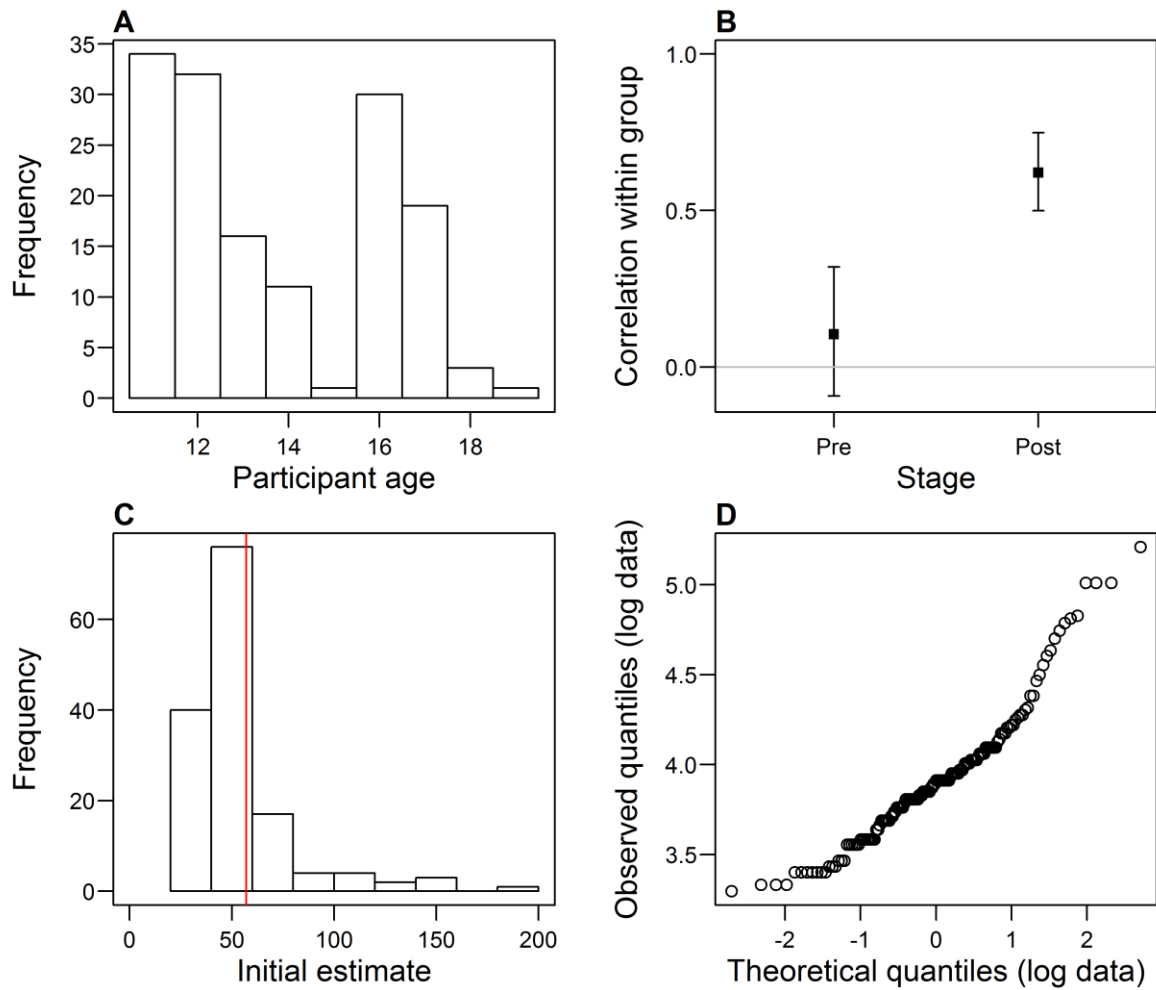 A
Frequency
35
30
25
20
15
10
5
0
12 14 16 18
Participant age
B
Correlation within group
1.0
0.5
0.0
Pre Post
Stage
C
Frequency
60
40
20
0
0 50 100 150 200
Initial estimate
D
Observed quantiles (log data)
5.0
4.5
4.0
3.5
-2 -1 0 1 2
Theoretical quantiles (log data)